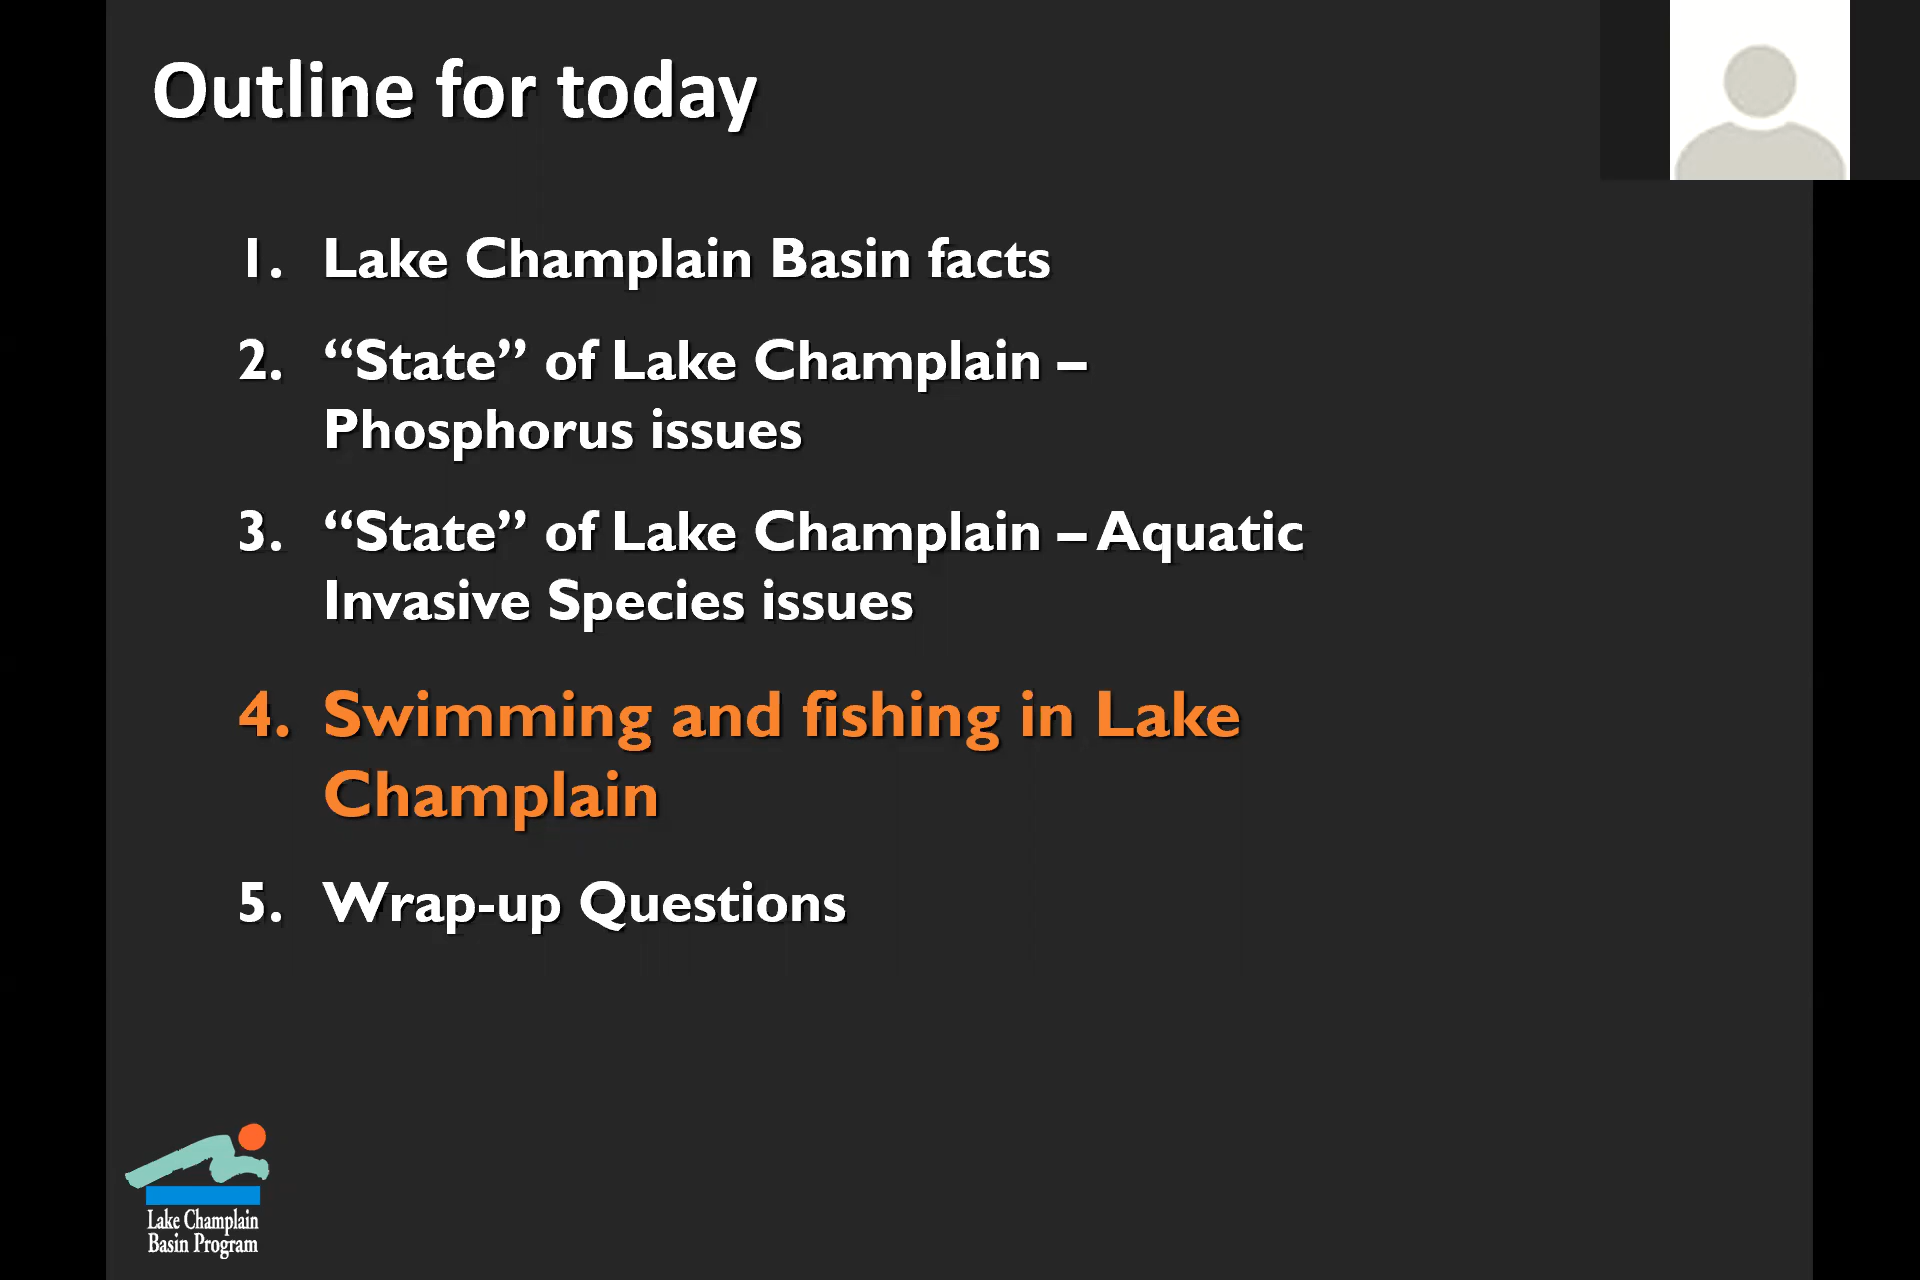 Outline for today
1. Lake Champlain Basin facts
2. “State” of Lake Champlain –
Phosphorus issues
3. “State” of Lake Champlain – Aquatic
Invasive Species issues
4. Swimming and fishing in Lake
Champlain
5. Wrap-up Questions
Lake Champlain
Basin Program